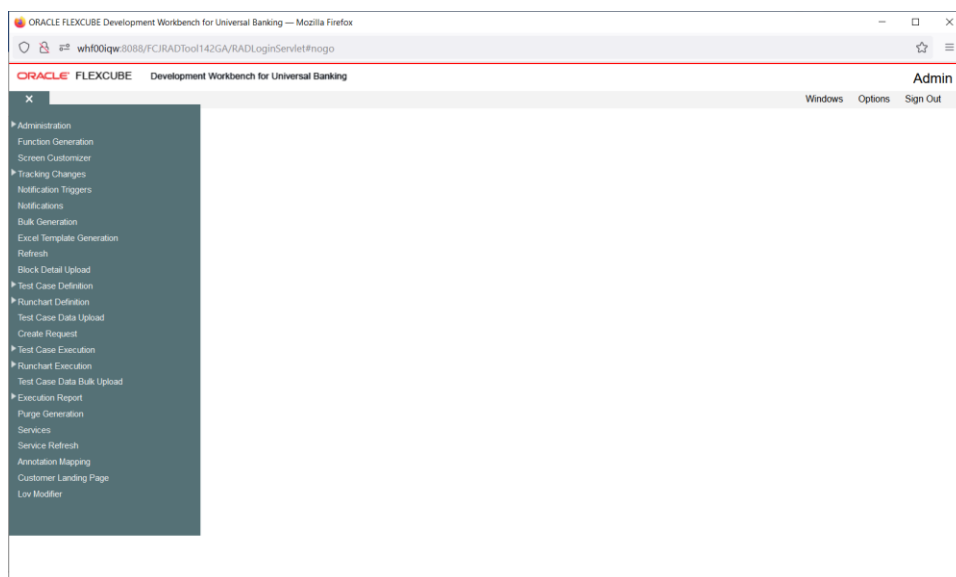 ORACLE FLEXCUBE Development Workbench for Universal Banking — Mozilla Firefox
whf00iqw:8088/FCJRADTool142GA/RADLoginServlet#nogo
ORACLE FLEXCUBE Development Workbench for Universal Banking Admin
Windows Options Sign Out
Administration
Function Generation
Screen Customizer
Tracking Changes
Notification Triggers
Notifications
Bulk Generation
Excel Template Generation
Refresh
Block Detail Upload
Test Case Definition
Runchart Definition
Test Case Data Upload
Create Request
Test Case Execution
Runchart Execution
Test Case Data Bulk Upload
Execution Report
Purge Generation
Services
Service Refresh
Annotation Mapping
Customer Landing Page
Lov Modifier